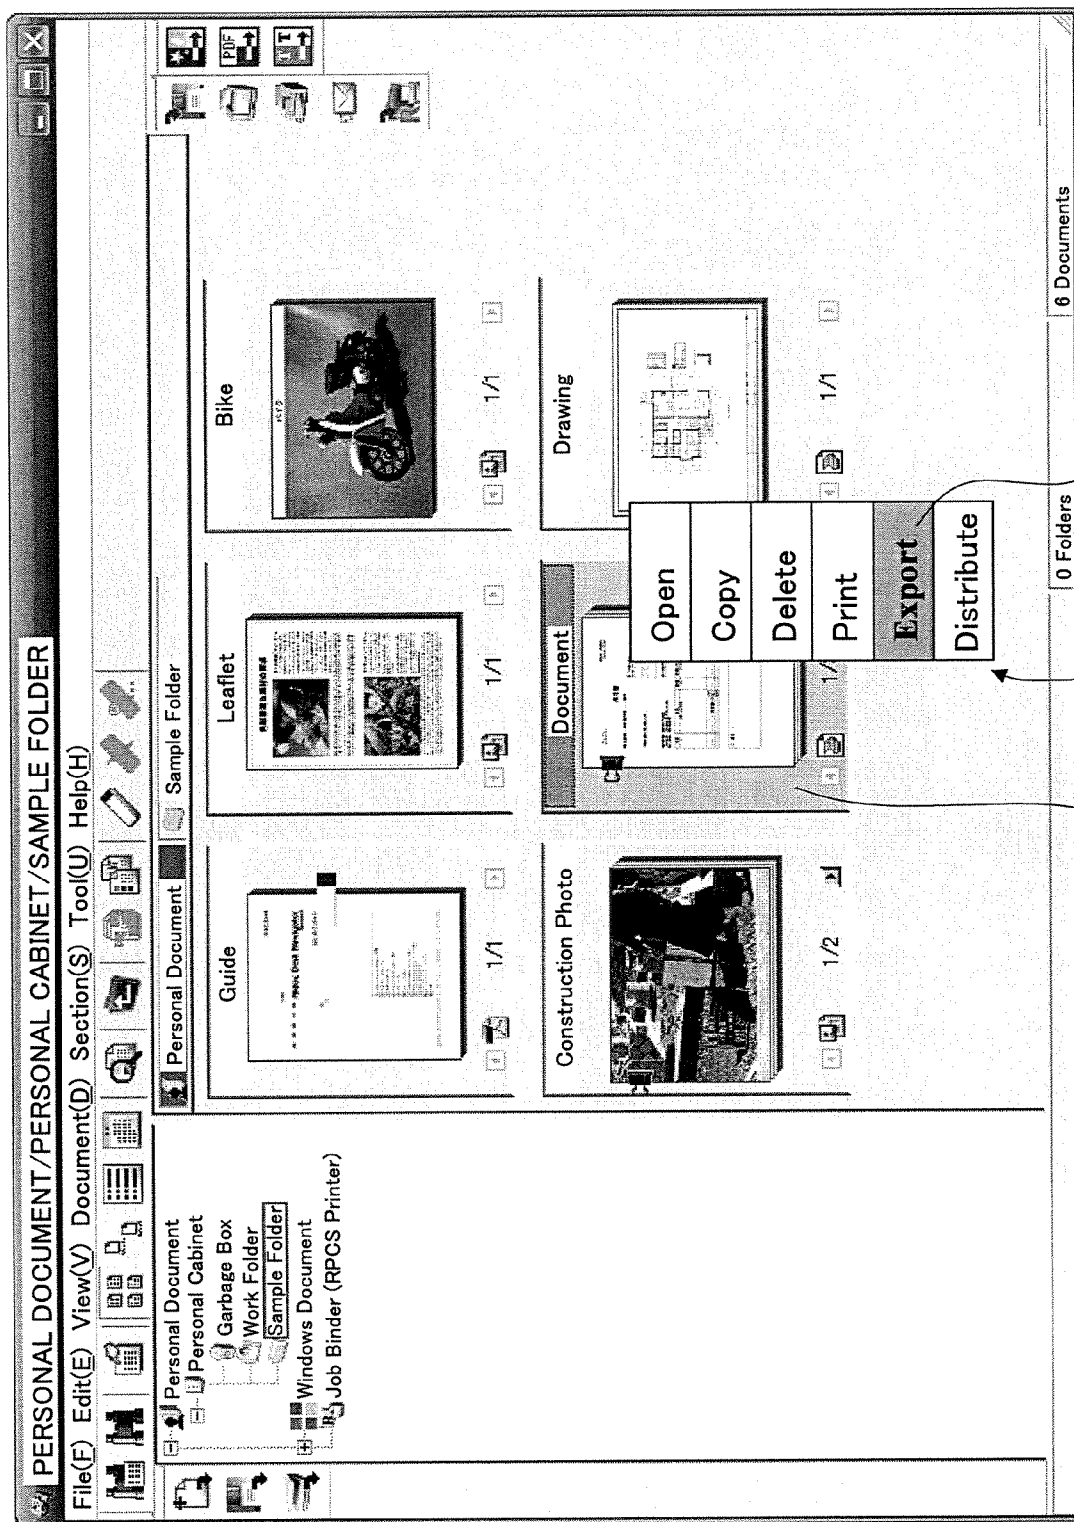 PERSONAL DOCUMENT/PERSONAL CABINET/SAMPLE FOLDER
File(F) Edit(E) View(V) Document(D) Section(S) Tool(U) Help(H)
Personal Document
Personal Cabinet
Garbage Box
Work Folder
Sample Folder
Windows Document
Job Binder (RPCS Printer)
Personal Document
Sample Folder
PDF
T
Guide
1/1
Leaflet
1/1
Bike
バイク
1/1
Construction Photo
1/2
Document
Drawing
1/1
Open
Copy
Delete
Print
Export
Distribute
0 Folders
6 Documents